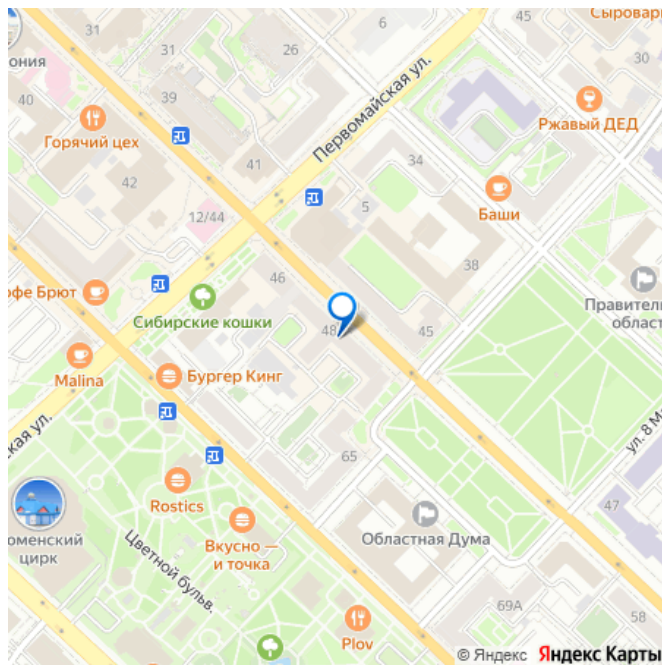 31
31
26
6
45
Сыровар
30
ония
40
39
Горячий цех
Первомайская ул.
Ржавый ДЕД
41
42
34
12/44
5
Баши
38
46
офе Брют
Сибирские кошки
48
45
Правител
област
Malina
Бургер Кинг
ская ул.
65
ул. 8 М
47
Rostics
Вкусно —
и точка
Областная Дума
юменский
цирк
Цветной бульв.
69А
58
Plov
© Яндекс Яндекс Карты